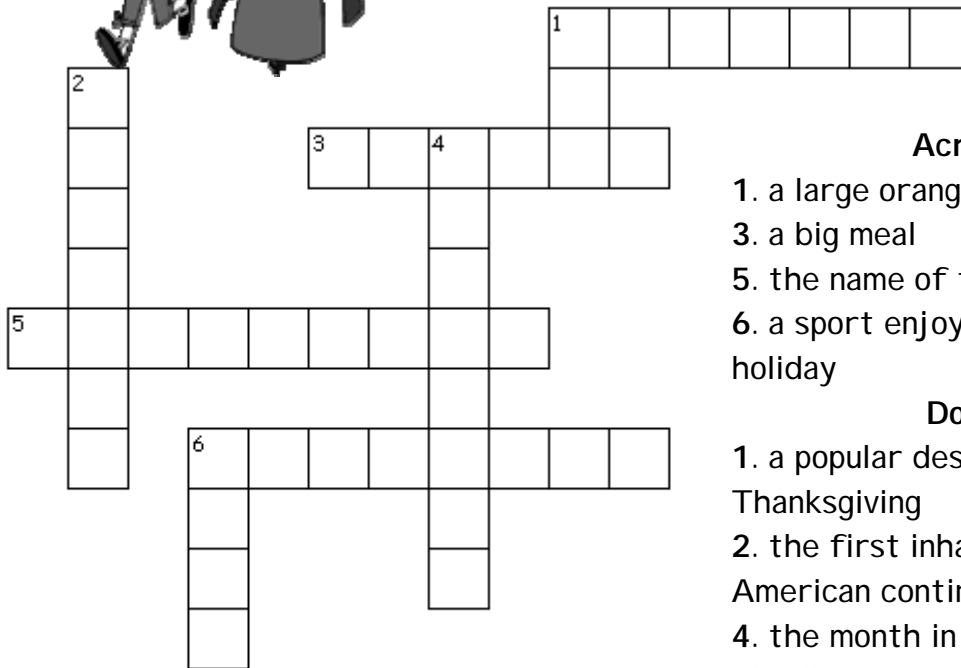 1
2
3 4
Acr
1. a large orang
3. a big meal
5. the name of
5
6. a sport enjoy
holiday
Do
6
1. a popular des
Thanksgiving
2. the first inha
American contin
4. the month in